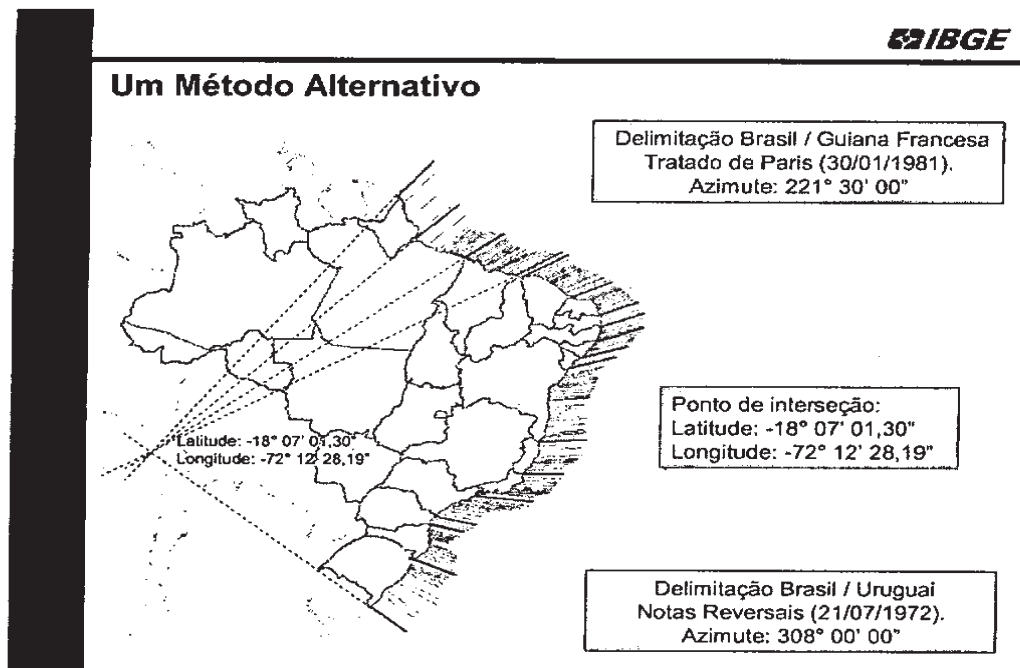 IBGE
Um Método Alternativo
Delimitação Brasil / Guiana Francesa
Tratado de Paris (30/01/1981).
Azimute: 221° 30' 00"
Latitude: -18° 07' 01,30"
Longitude: -72° 12' 28,19"
Ponto de interseção:
Latitude: -18° 07' 01,30"
Longitude: -72° 12' 28,19"
Delimitação Brasil / Uruguai
Notas Reversais (21/07/1972).
Azimute: 308° 00' 00"